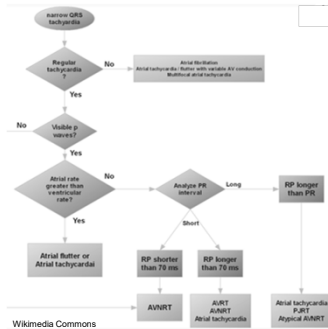 narrow QRS
tachyardia
Regular
tachycardia
?
No
Atrial fibrillation
Atrial tachycardia / flutter with variable AV conduction
Multifocal atrial tachycardia
Yes
No
Visible p
waves?
Yes
Atrial rate
greater than
ventricular
rate?
No
Analyze PR
interval
Long
RP longer
than PR
Yes
Short
Atrial flutter or
Atrial tachycardai
RP shorter
than 70 ms
RP longer
than 70 ms
AVNRT
AVRT
AVNRT
Atrial tachycardia
Atrial tachycardia
PJRT
Atypical AVNRT
Wikimedia Commons